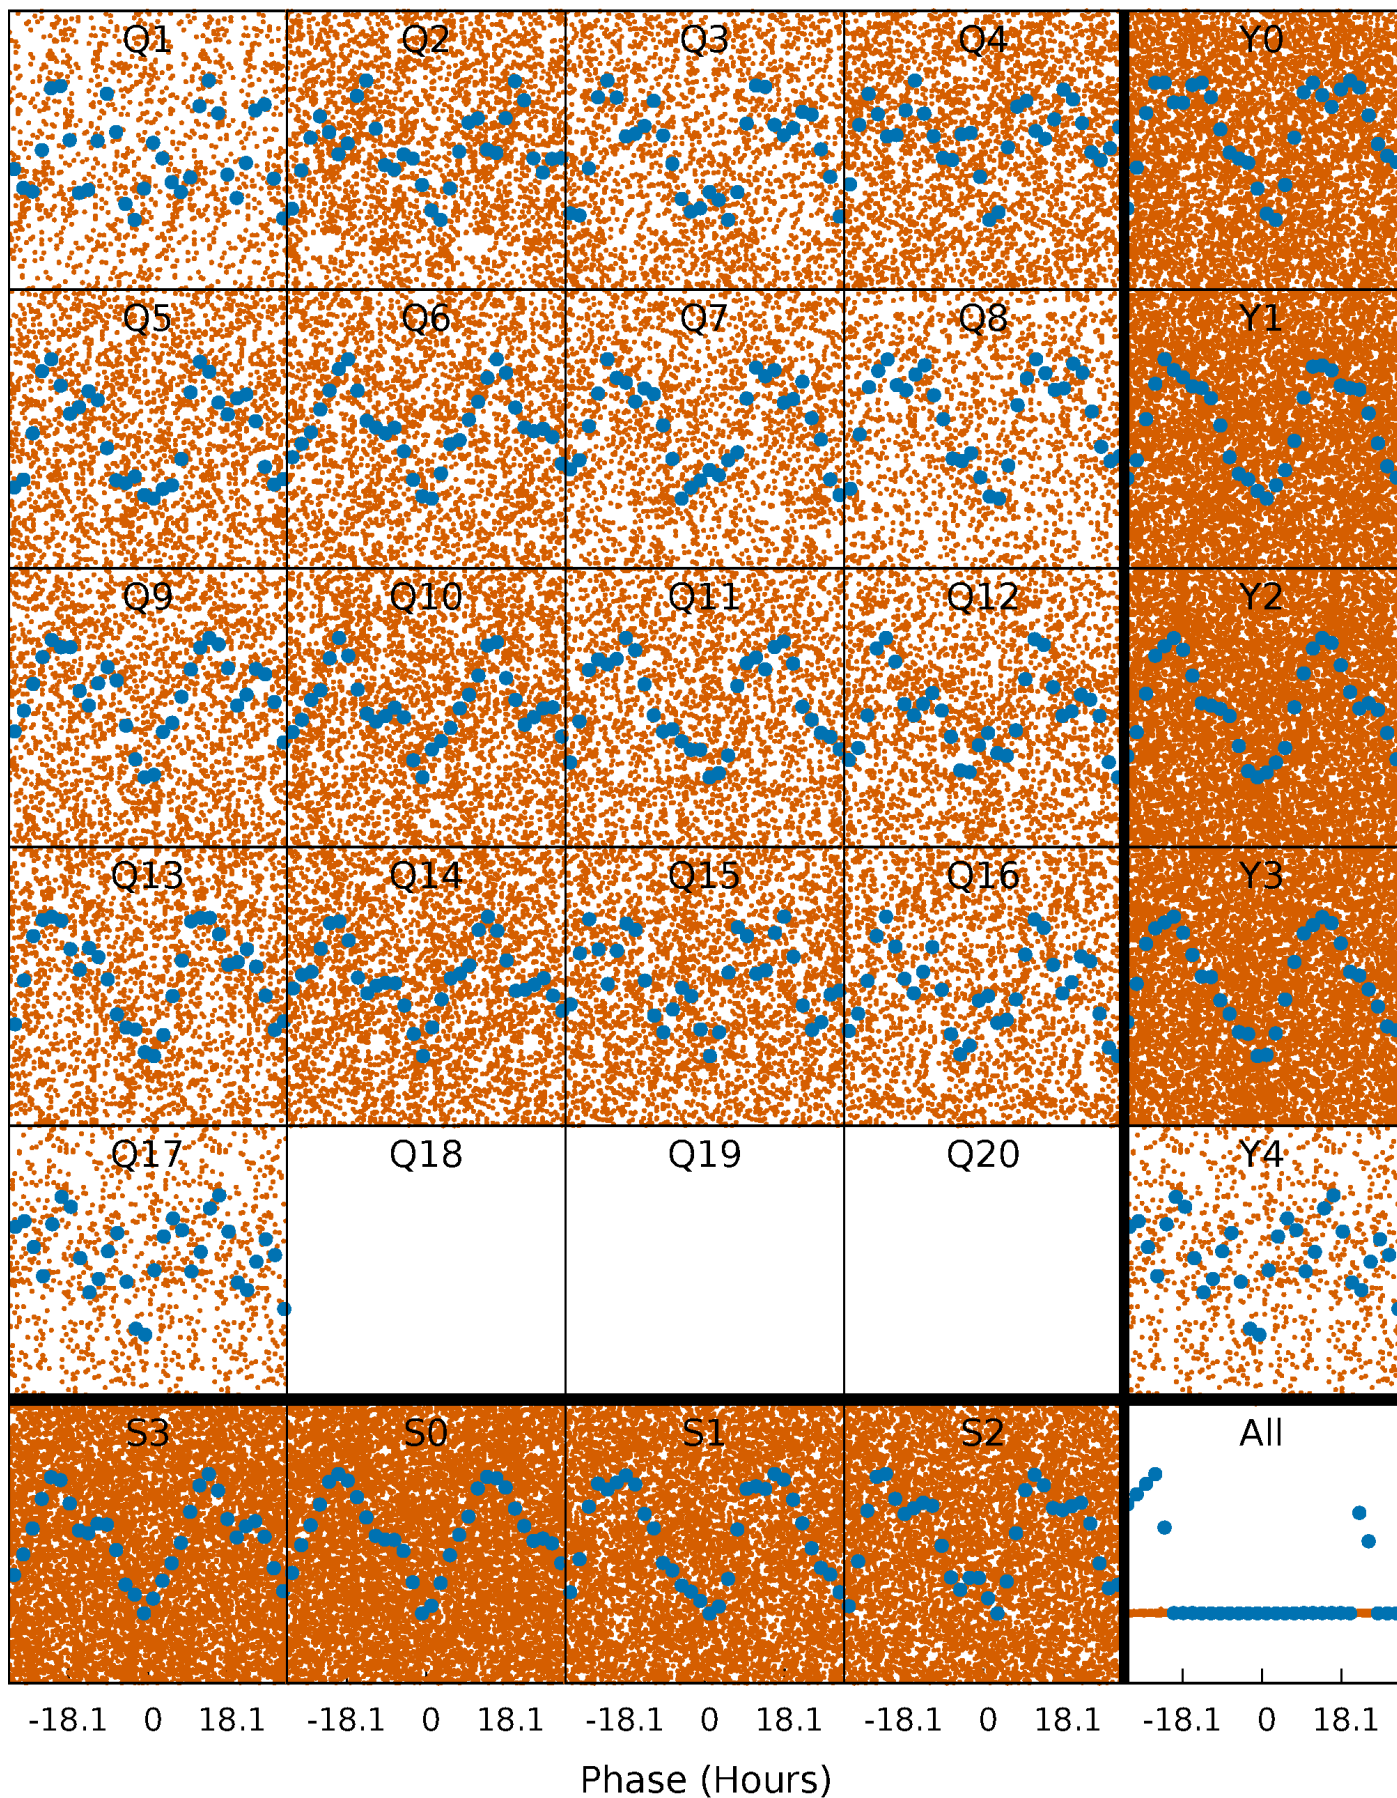 Q1 Q2 Q3 Q4 Y0
Q5 Q6 Q7 Q8 Y1
Q9 Q10 Q11 Q12 Y2
Q13 Q14 Q15 Q16 Y3
Q17 Q18 Q19 Q20 Y4
S3 S0 S1 S2 All
-18.1 0 18.1 -18.1 0 18.1 -18.1 0 18.1 -18.1 0 18.1 -18.1 0 18.1
Phase (Hours)